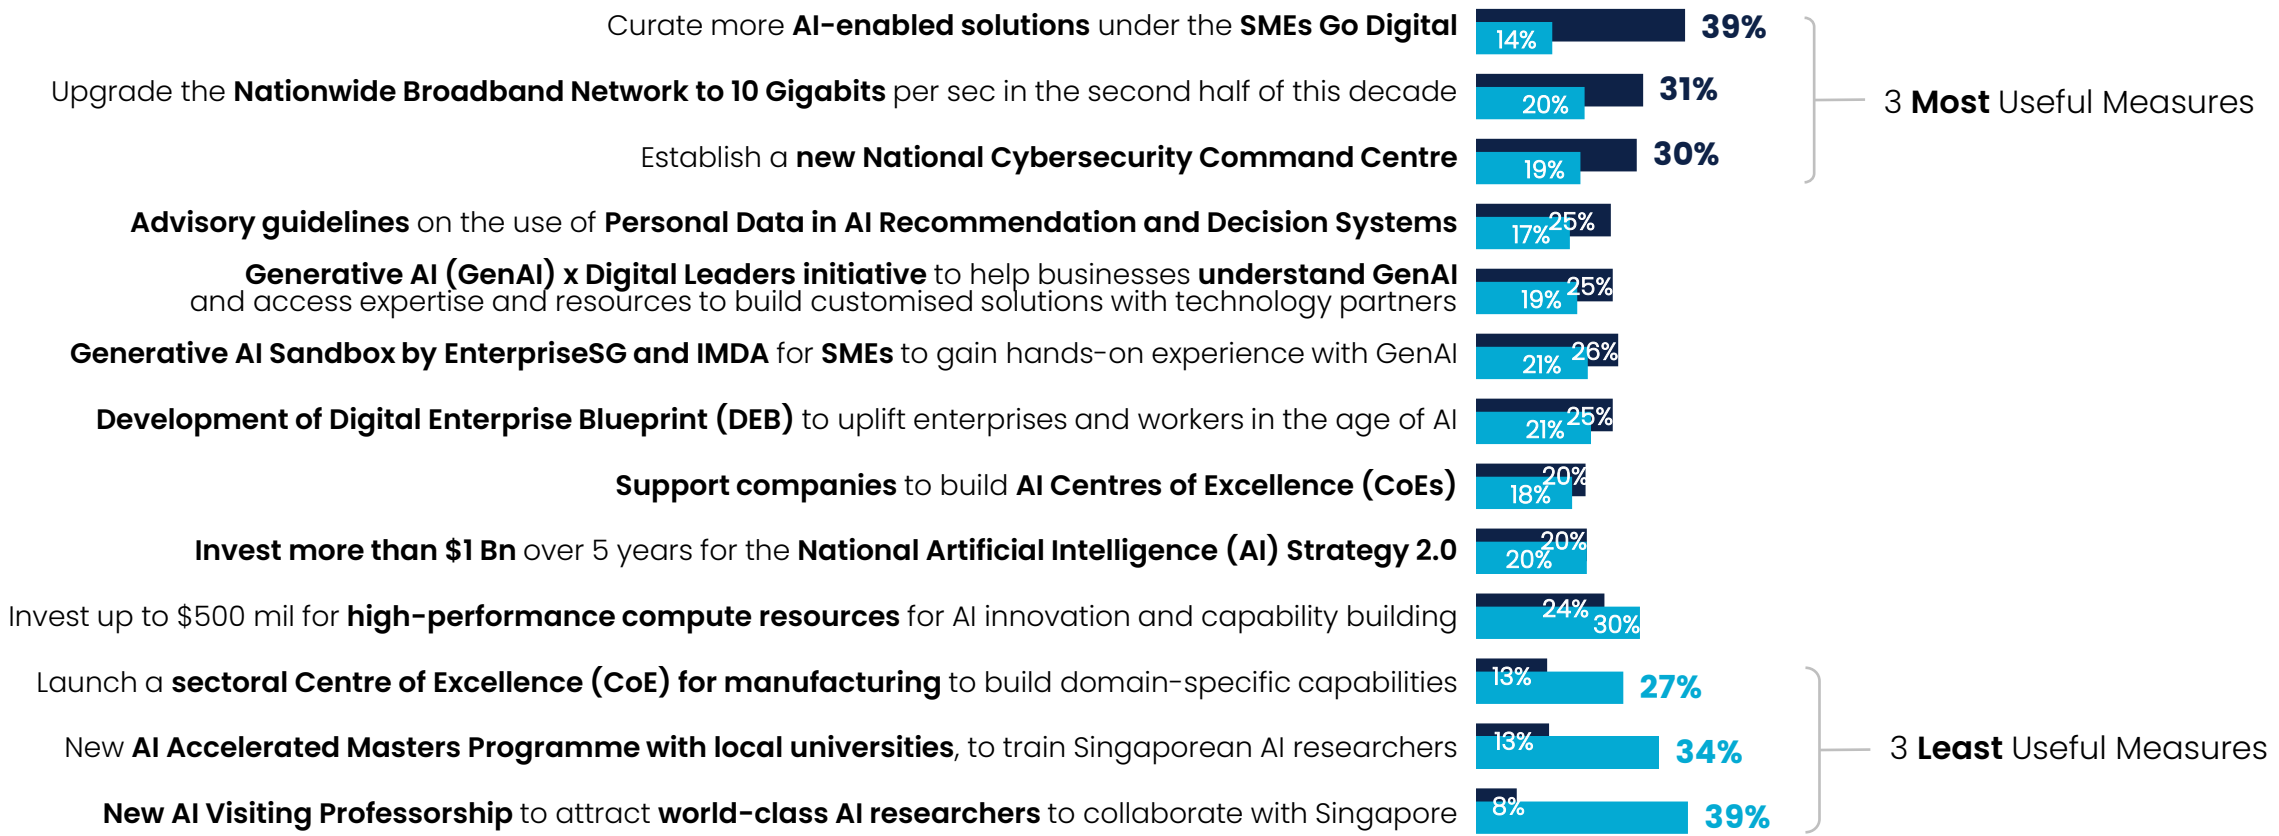 Curate more AI-enabled solutions under the SMEs Go Digital
39%
14%
Upgrade the Nationwide Broadband Network to 10 Gigabits per sec in the second half of this decade
31%
20%
3 Most Useful Measures
Establish a new National Cybersecurity Command Centre
30%
19%
Advisory guidelines on the use of Personal Data in AI Recommendation and Decision Systems
25%
17%
Generative AI (GenAI) x Digital Leaders initiative to help businesses understand GenAI
and access expertise and resources to build customised solutions with technology partners
25%
19%
Generative AI Sandbox by EnterpriseSG and IMDA for SMEs to gain hands-on experience with GenAI
26%
21%
Development of Digital Enterprise Blueprint (DEB) to uplift enterprises and workers in the age of AI
25%
21%
Support companies to build AI Centres of Excellence (CoEs)
20%
18%
Invest more than $1 Bn over 5 years for the National Artificial Intelligence (AI) Strategy 2.0
20%
20%
Invest up to $500 mil for high-performance compute resources for AI innovation and capability building
24%
30%
Launch a sectoral Centre of Excellence (CoE) for manufacturing to build domain-specific capabilities
13%
27%
New AI Accelerated Masters Programme with local universities, to train Singaporean AI researchers
13%
34%
3 Least Useful Measures
New AI Visiting Professorship to attract world-class AI researchers to collaborate with Singapore
8%
39%